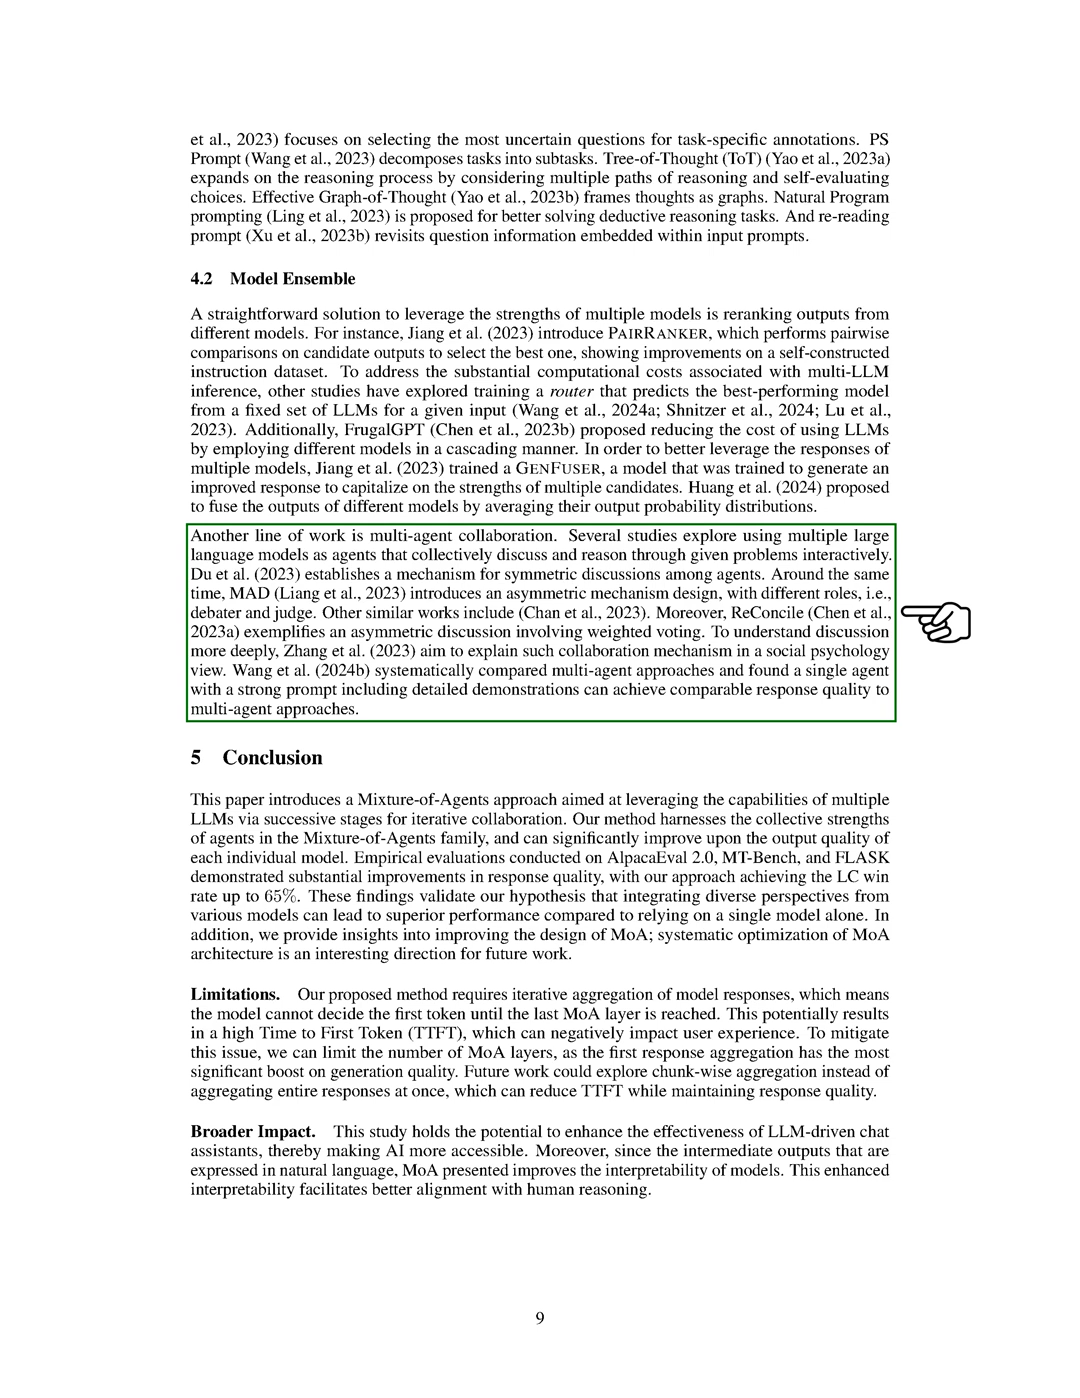 et al., 2023) focuses on selecting the most uncertain questions for task-specific annotations. PS
Prompt (Wang et al., 2023) decomposes tasks into subtasks. Tree-of-Thought (ToT) (Yao et al., 2023a)
expands on the reasoning process by considering multiple paths of reasoning and self-evaluating
choices. Effective Graph-of-Thought (Yao et al., 2023b) frames thoughts as graphs. Natural Program
prompting (Ling et al., 2023) is proposed for better solving deductive reasoning tasks. And re-reading
prompt (Xu et al., 2023b) revisits question information embedded within input prompts.
4.2 Model Ensemble
A straightforward solution to leverage the strengths of multiple models is reranking outputs from
different models. For instance, Jiang et al. (2023) introduce PAIRRANKER, which performs pairwise
comparisons on candidate outputs to select the best one, showing improvements on a self-constructed
instruction dataset. To address the substantial computational costs associated with multi-LLM
inference, other studies have explored training a router that predicts the best-performing model
from a fixed set of LLMs for a given input (Wang et al., 2024a; Shnitzer et al., 2024; Lu et al.,
2023). Additionally, FrugalGPT (Chen et al., 2023b) proposed reducing the cost of using LLMs
by employing different models in a cascading manner. In order to better leverage the responses of
multiple models, Jiang et al. (2023) trained a GENFUSER, a model that was trained to generate an
improved response to capitalize on the strengths of multiple candidates. Huang et al. (2024) proposed
to fuse the outputs of different models by averaging their output probability distributions.
Another line of work is multi-agent collaboration. Several studies explore using multiple large
language models as agents that collectively discuss and reason through given problems interactively.
Du et al. (2023) establishes a mechanism for symmetric discussions among agents. Around the same
time, MAD (Liang et al., 2023) introduces an asymmetric mechanism design, with different roles, i.e.,
debater and judge. Other similar works include (Chan et al., 2023). Moreover, ReConcile (Chen et al.,
2023a) exemplifies an asymmetric discussion involving weighted voting. To understand discussion
more deeply, Zhang et al. (2023) aim to explain such collaboration mechanism in a social psychology
view. Wang et al. (2024b) systematically compared multi-agent approaches and found a single agent
with a strong prompt including detailed demonstrations can achieve comparable response quality to
multi-agent approaches.
5 Conclusion
This paper introduces a Mixture-of-Agents approach aimed at leveraging the capabilities of multiple
LLMs via successive stages for iterative collaboration. Our method harnesses the collective strengths
of agents in the Mixture-of-Agents family, and can significantly improve upon the output quality of
each individual model. Empirical evaluations conducted on AlpacaEval 2.0, MT-Bench, and FLASK
demonstrated substantial improvements in response quality, with our approach achieving the LC win
rate up to 65%. These findings validate our hypothesis that integrating diverse perspectives from
various models can lead to superior performance compared to relying on a single model alone. In
addition, we provide insights into improving the design of MoA; systematic optimization of MoA
architecture is an interesting direction for future work.
Limitations. Our proposed method requires iterative aggregation of model responses, which means
the model cannot decide the first token until the last MoA layer is reached. This potentially results
in a high Time to First Token (TTFT), which can negatively impact user experience. To mitigate
this issue, we can limit the number of MoA layers, as the first response aggregation has the most
significant boost on generation quality. Future work could explore chunk-wise aggregation instead of
aggregating entire responses at once, which can reduce TTFT while maintaining response quality.
Broader Impact. This study holds the potential to enhance the effectiveness of LLM-driven chat
assistants, thereby making AI more accessible. Moreover, since the intermediate outputs that are
expressed in natural language, MoA presented improves the interpretability of models. This enhanced
interpretability facilitates better alignment with human reasoning.
9